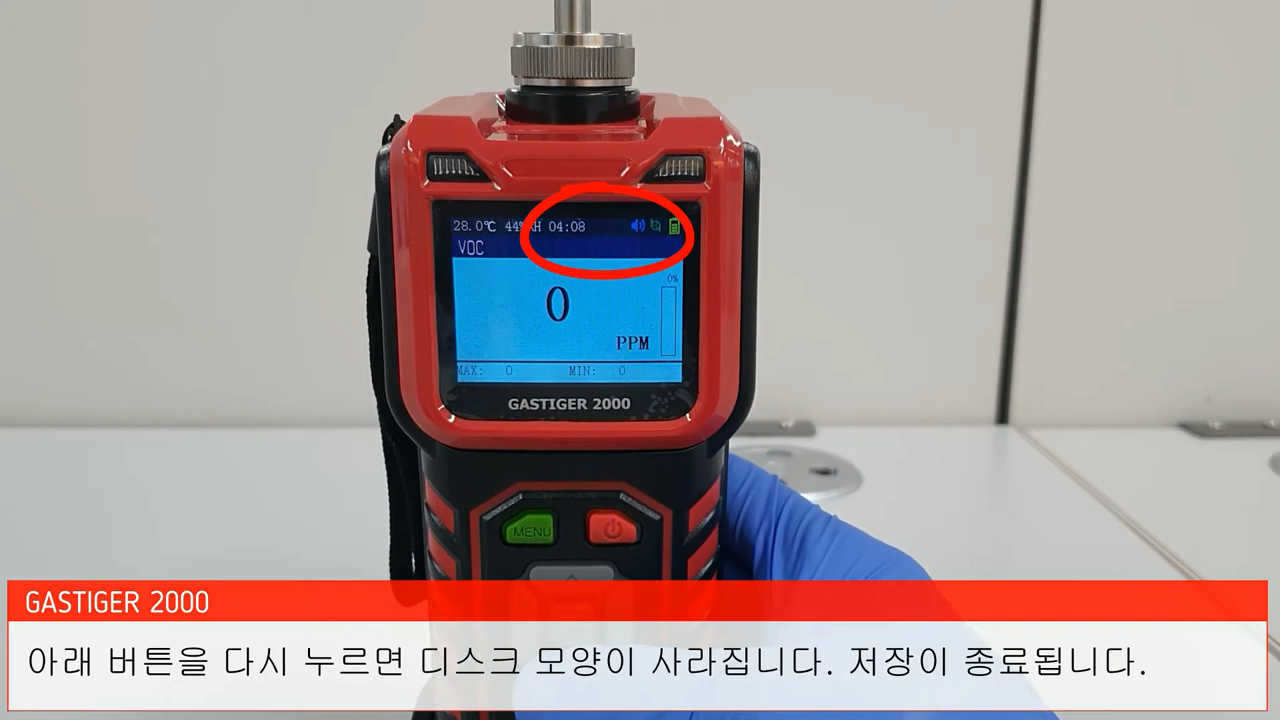 28.0℃ 44%RH 04:08
VOC
0%
0
PPM
MAX: 0 MIN: 0
GASTIGER 2000
MENU
GASTIGER 2000
아래 버튼을 다시 누르면 디스크 모양이 사라집니다. 저장이 종료됩니다.